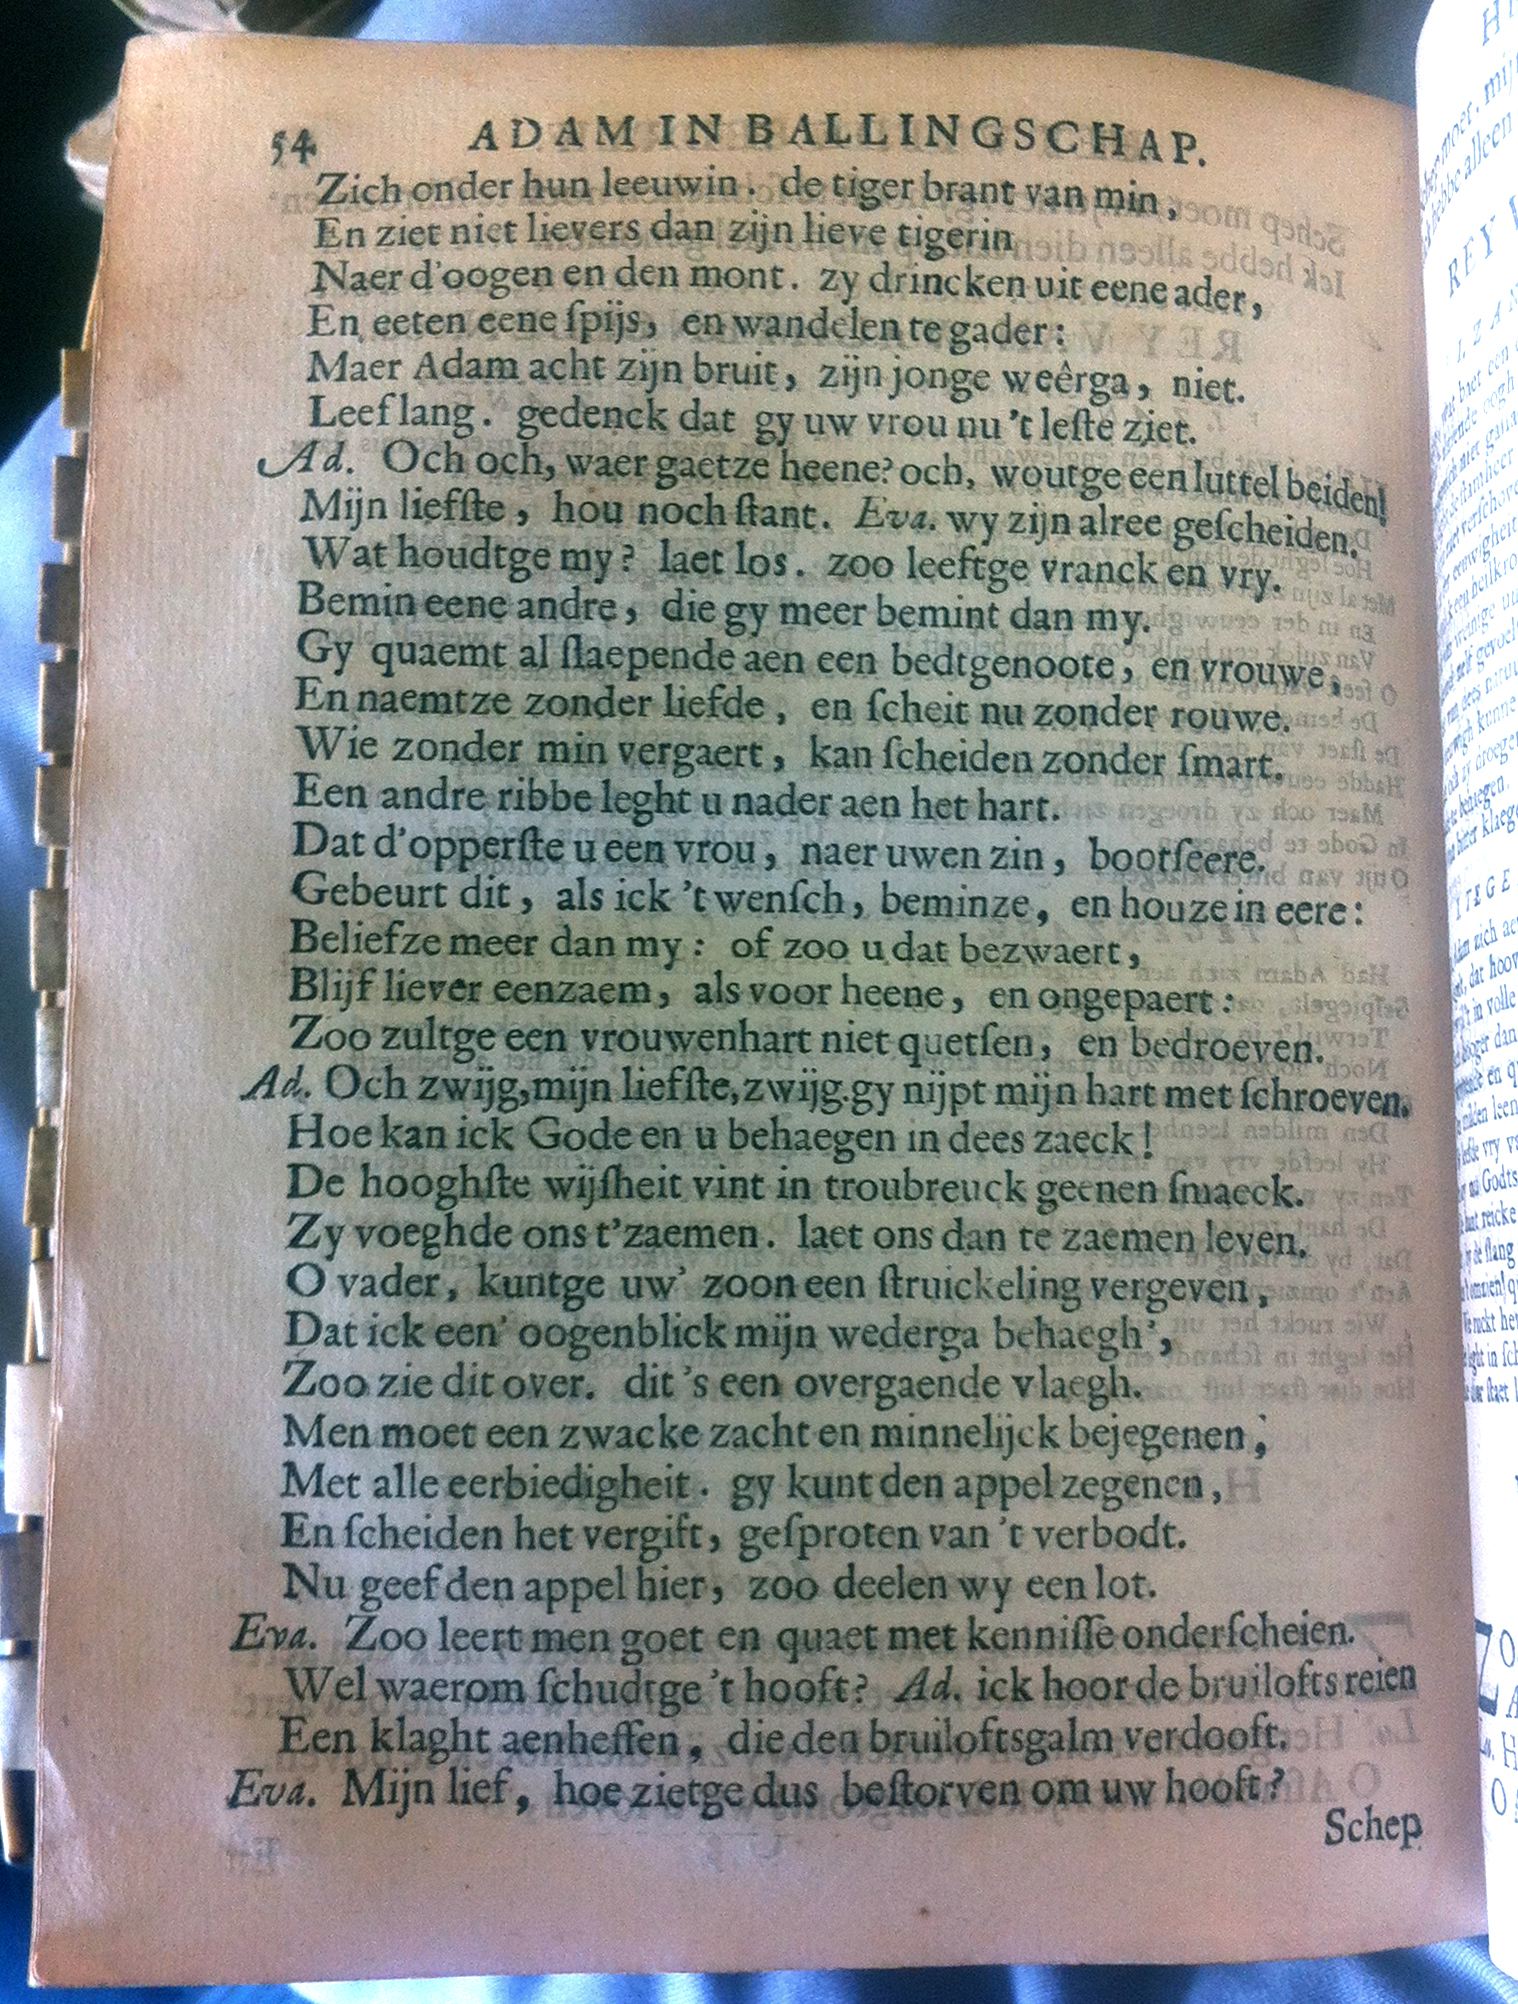 54 ADAM IN BALLINGSCHAP.
Zich onder hun leeuwin. de tiger brant van min,
En ziet niet lievers dan zijn lieve tigerin
Naer d'oogen en den mont. zy drincken uit eene ader,
En eeten eene ſpijs, en wandelen te gader:
Maer Adam acht zijn bruit, zijn jonge weêrga, niet.
Leef lang. gedenck dat gy uw vrou nu 't leſte ziet.
Ad. Och och, waer gaetze heene? och, woutge een luttel beiden!
Mijn liefſte, hou noch ſtant. Eva. wy zijn alree geſcheiden.
Wat houdtge my? laet los. zoo leeftge vranck en vry.
Bemin eene andre, die gy meer bemint dan my.
Gy quaemt al ſlaepende aen een bedtgenoote, en vrouwe,
En naemtze zonder liefde, en ſcheit nu zonder rouwe.
Wie zonder min vergaert, kan ſcheiden zonder ſmart.
Een andre ribbe leght u nader aen het hart.
Dat d'opperſte u een vrou, naer uwen zin, bootſeere.
Gebeurt dit, als ick 't wenſch, beminze, en houze in eere:
Beliefze meer dan my: of zoo u dat bezwaert,
Blijf liever eenzaem, als voor heene, en ongepaert:
Zoo zultge een vrouwenhart niet quetſen, en bedroeven.
Ad. Och zwijg, mijn liefſte, zwijg. gy nijpt mijn hart met ſchroeven.
Hoe kan ick Gode en u behaegen in dees zaeck!
De hooghſte wijſheit vint in troubreuck geenen ſmaeck.
Zy voeghde ons t'zaemen. laet ons dan te zaemen leven.
O vader, kuntge uw' zoon een ſtruickeling vergeven,
Dat ick een' oogenblick mijn wederga behaegh',
Zoo zie dit over. dit 's een overgaende vlaegh.
Men moet een zwacke zacht en minnelijck bejegenen,
Met alle eerbiedigheit. gy kunt den appel zegenen,
En ſcheiden het vergift, geſproten van 't verbodt.
Nu geef den appel hier, zoo deelen wy een lot.
Eva. Zoo leert men goet en quaet met kenniſſe onderſcheien.
Wel waerom ſchudtge 't hooft? Ad. ick hoor de bruilofts reien
Een klaght aenheffen, die den bruiloftsgalm verdooft.
Eva. Mijn lief, hoe zietge dus beſtorven om uw hooft?
Schep